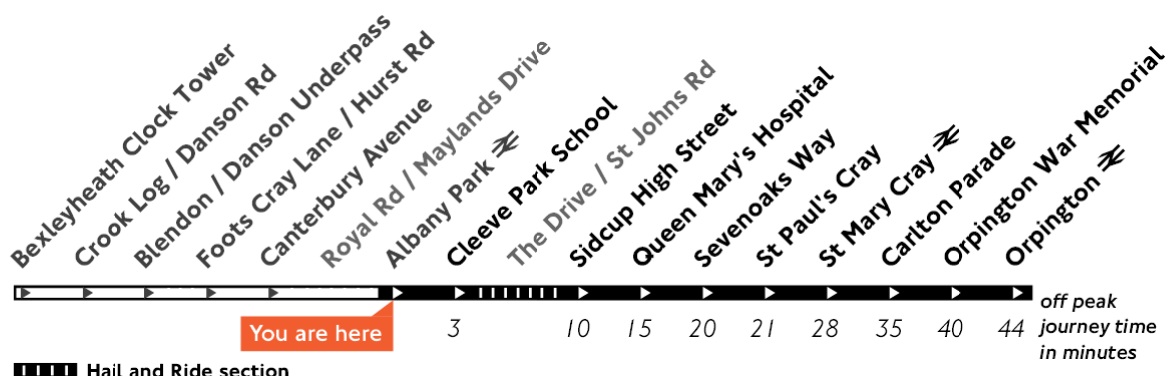 Bexleyheath Clock Tower
Crook Log / Danson Rd
Blendon / Danson Underpass
Foots Cray Lane / Hurst Rd
Canterbury Avenue
Royal Rd / Maylands Drive
Albany Park
Cleeve Park School
The Drive / St Johns Rd
Sidcup High Street
Queen Mary's Hospital
Sevenoaks Way
St Paul's Cray
St Mary Cray
Carlton Parade
Orpington War Memorial
Orpington
You are here
3 10 15 20 21 28 35 40 44
off peak
journey time
in minutes
Hail and Ride section